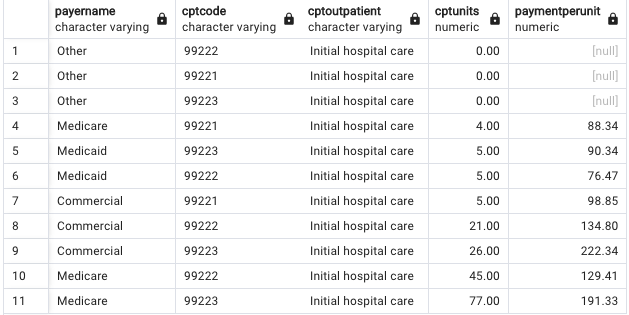 payername cptcode cptoutpatient cptunits paymentperunit
character varying character varying character varying numeric numeric
1 Other 99222 Initial hospital care 0.00 [null]
2 Other 99221 Initial hospital care 0.00 [null]
3 Other 99223 Initial hospital care 0.00 [null]
4 Medicare 99221 Initial hospital care 4.00 88.34
5 Medicaid 99223 Initial hospital care 5.00 90.34
6 Medicaid 99222 Initial hospital care 5.00 76.47
7 Commercial 99221 Initial hospital care 5.00 98.85
8 Commercial 99222 Initial hospital care 21.00 134.80
9 Commercial 99223 Initial hospital care 26.00 222.34
10 Medicare 99222 Initial hospital care 45.00 129.41
11 Medicare 99223 Initial hospital care 77.00 191.33